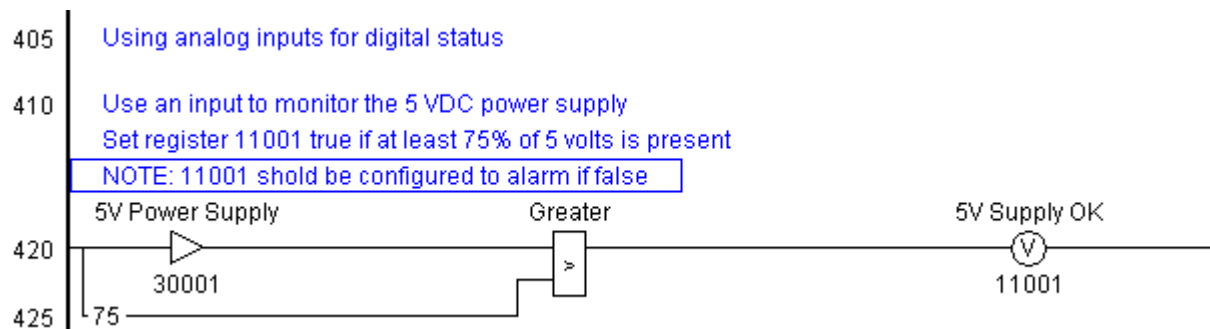 405 Using analog inputs for digital status
410 Use an input to monitor the 5 VDC power supply
Set register 11001 true if at least 75% of 5 volts is present
NOTE: 11001 shold be configured to alarm if false
5V Power Supply Greater 5V Supply OK
420 > V
30001 11001
425 75